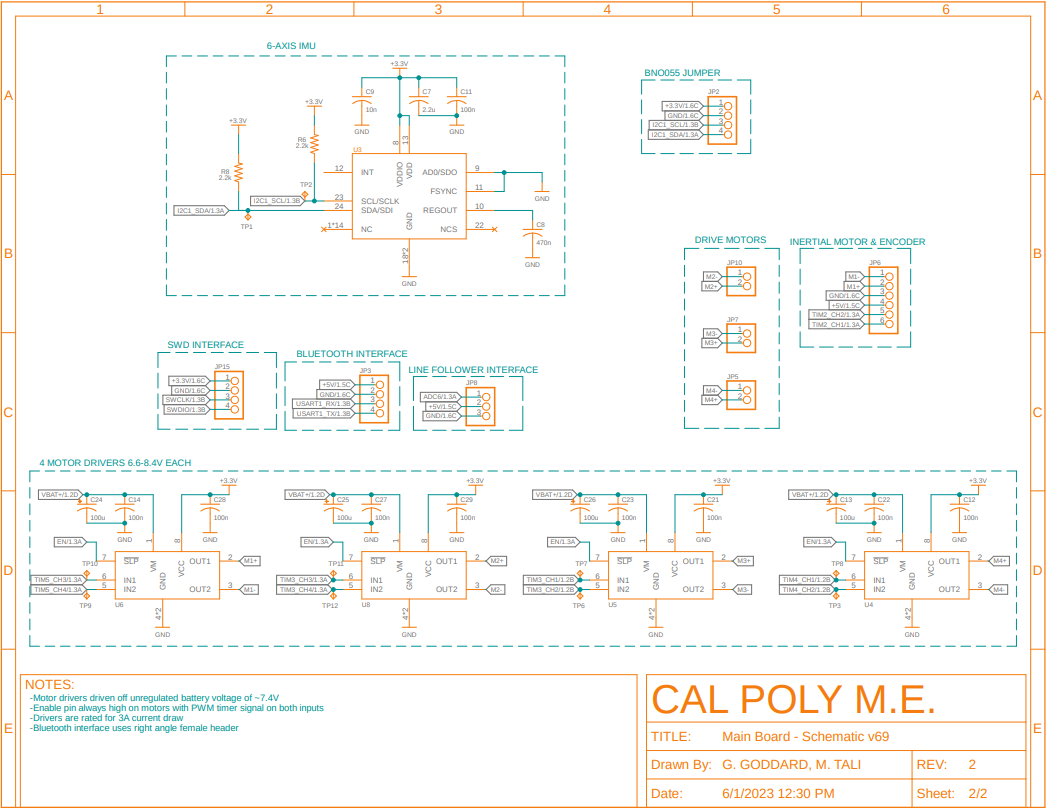 1 2 3 4 5 6
A A
B B
C C
D D
E E
6-AXIS IMU
+3.3V
C9 C7 C11
10n 2.2u 100n
GND GND
+3.3V
+3.3V
R6
2.2k
R8
2.2k
TP2
I2C1_SCL/1.3B
I2C1_SDA/1.3A
TP1
U3
8 13
VDDIO VDD
12 INT
23 SCL/SCLK
24 SDA/SDI
1*14 NC
AD0/SDO 9
FSYNC 11
REGOUT 10
NCS 22
GND
18*2
GND
GND
C8
470n
GND
BNO055 JUMPER
JP2
+3.3V/1.6C 1
GND/1.6C 2
I2C1_SCL/1.3B 3
I2C1_SDA/1.3A 4
DRIVE MOTORS
JP10
M2- 1
M2+ 2
JP7
M3- 1
M3+ 2
JP5
M4- 1
M4+ 2
INERTIAL MOTOR & ENCODER
JP6
M1- 1
M1+ 2
GND/1.6C 3
+5V/1.5C 4
TIM2_CH2/1.3A 5
TIM2_CH1/1.3A 6
SWD INTERFACE
JP15
+3.3V/1.6C 1
GND/1.6C 2
SWCLK/1.3B 3
SWDIO/1.3B 4
BLUETOOTH INTERFACE
JP3
+5V/1.5C 1
GND/1.6C 2
USART1_RX/1.3B 3
USART1_TX/1.3B 4
LINE FOLLOWER INTERFACE
JP8
ADC6/1.3A 1
+5V/1.5C 2
GND/1.6C 3
4 MOTOR DRIVERS 6.6-8.4V EACH
VBAT+/1.2D
+3.3V
C24 C14 C28
100u 100n 100n
GND GND
EN/1.3A
1 8
7 SLP VM VCC OUT1 2 M1+
TP10
TIM5_CH3/1.3A 6 IN1
TIM5_CH4/1.3A 5 IN2 GND OUT2 3 M1-
TP9 U6
4*2
GND
VBAT+/1.2D
+3.3V
C25 C27 C29
100u 100n 100n
GND GND
EN/1.3A
1 8
7 SLP VM VCC OUT1 2 M2+
TP11
TIM3_CH3/1.3A 6 IN1
TIM3_CH4/1.3A 5 IN2 GND OUT2 3 M2-
TP12 U8
4*2
GND
VBAT+/1.2D
+3.3V
C26 C23 C21
100u 100n 100n
GND GND
EN/1.3A
1 8
7 SLP VM VCC OUT1 2 M3+
TP7
TIM3_CH1/1.2B 6 IN1
TIM3_CH2/1.2B 5 IN2 GND OUT2 3 M3-
TP6 U5
4*2
GND
VBAT+/1.2D
+3.3V
C13 C22 C12
100u 100n 100n
GND GND
EN/1.3A
1 8
7 SLP VM VCC OUT1 2 M4+
TP8
TIM4_CH1/1.2B 6 IN1
TIM4_CH2/1.2B 5 IN2 GND OUT2 3 M4-
TP3 U4
4*2
GND
NOTES:
-Motor drivers driven off unregulated battery voltage of ~7.4V
-Enable pin always high on motors with PWM timer signal on both inputs
-Drivers are rated for 3A current draw
-Bluetooth interface uses right angle female header
CAL POLY M.E.
TITLE: Main Board - Schematic v69
Drawn By: G. GODDARD, M. TALI REV: 2
Date: 6/1/2023 12:30 PM Sheet: 2/2